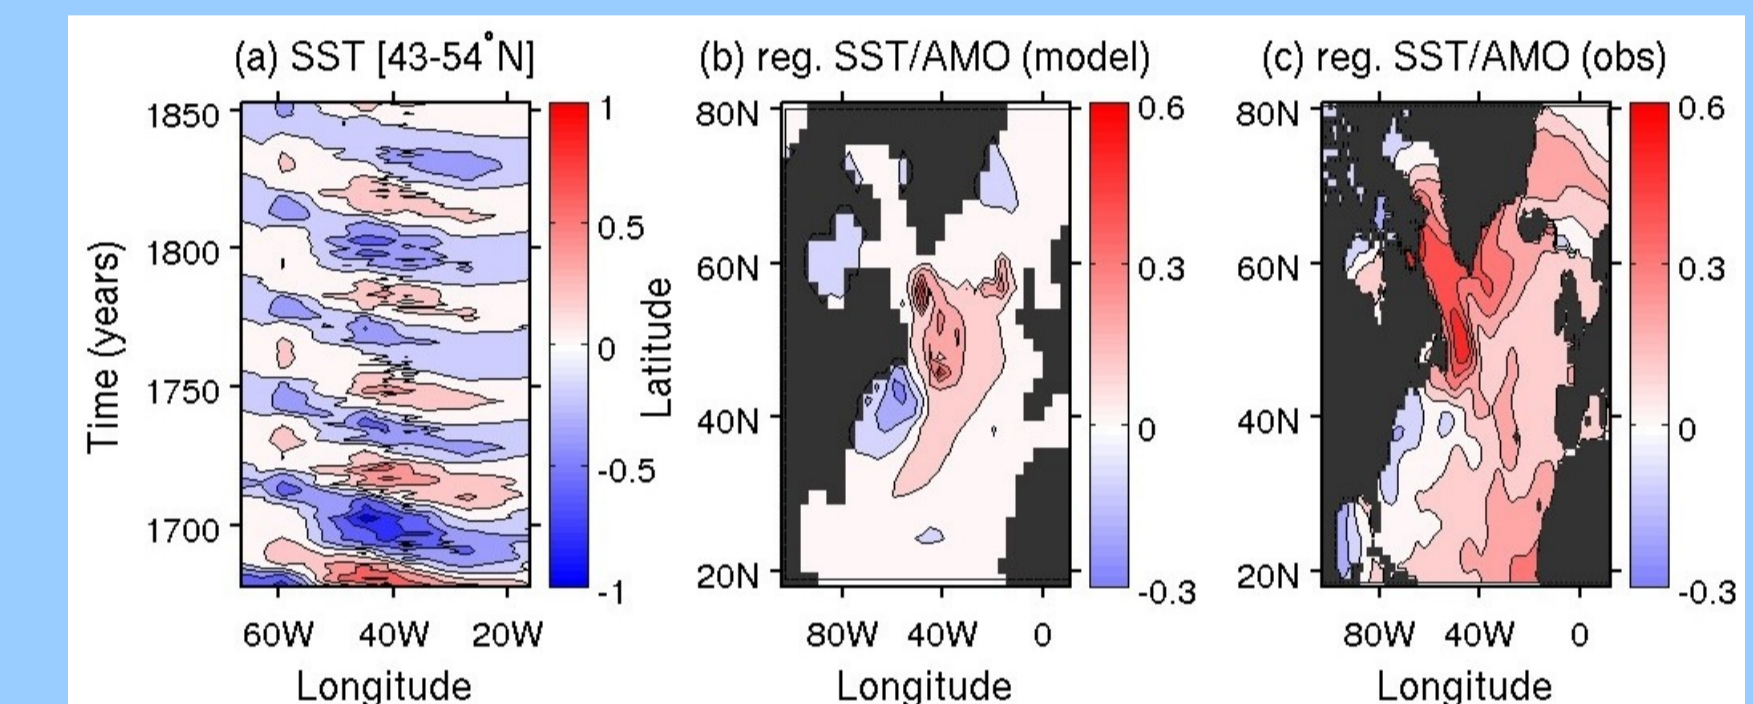 (a) SST [43-54°N]
1850
1800
1750
1700
Time (years)
60W 40W 20W
Longitude
1
0.5
0
-0.5
-1
(b) reg. SST/AMO (model)
80N
60N
40N
20N
Latitude
80W 40W 0
Longitude
0.6
0.3
0
-0.3
(c) reg. SST/AMO (obs)
80N
60N
40N
20N
80W 40W 0
Longitude
0.6
0.3
0
-0.3